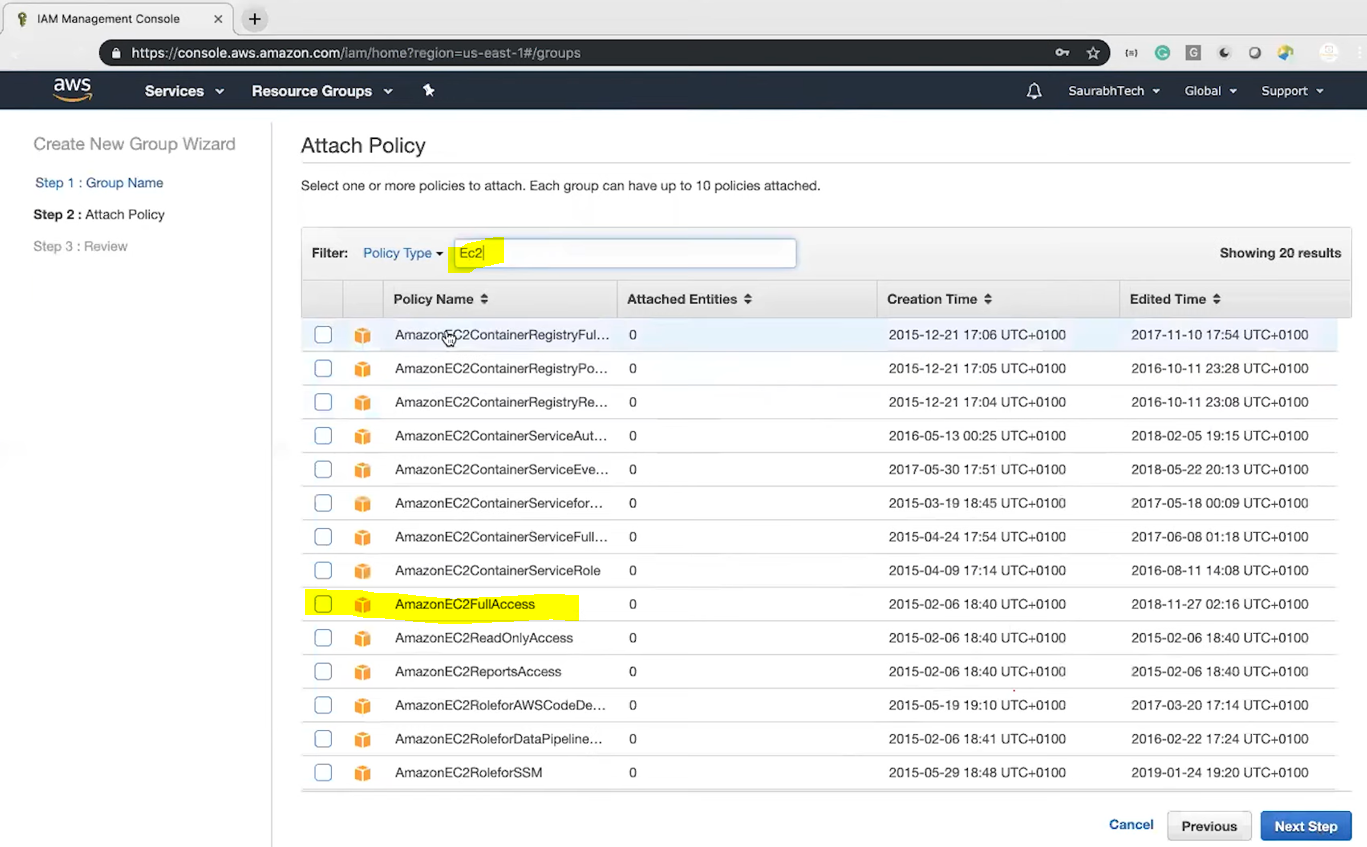 IAM Management Console
https://console.aws.amazon.com/iam/home?region=us-east-1#/groups
aws Services Resource Groups SaurabhTech Global Support
Create New Group Wizard
Step 1 : Group Name
Step 2 : Attach Policy
Step 3 : Review
Attach Policy
Select one or more policies to attach. Each group can have up to 10 policies attached.
Filter: Policy Type Ec2 Showing 20 results
Policy Name Attached Entities Creation Time Edited Time
AmazonEC2ContainerRegistryFul... 0 2015-12-21 17:06 UTC+0100 2017-11-10 17:54 UTC+0100
AmazonEC2ContainerRegistryPo... 0 2015-12-21 17:05 UTC+0100 2016-10-11 23:28 UTC+0100
AmazonEC2ContainerRegistryRe... 0 2015-12-21 17:04 UTC+0100 2016-10-11 23:08 UTC+0100
AmazonEC2ContainerServiceAut... 0 2016-05-13 00:25 UTC+0100 2018-02-05 19:15 UTC+0100
AmazonEC2ContainerServiceEve... 0 2017-05-30 17:51 UTC+0100 2018-05-22 20:13 UTC+0100
AmazonEC2ContainerServicefor... 0 2015-03-19 18:45 UTC+0100 2017-05-18 00:09 UTC+0100
AmazonEC2ContainerServiceFull... 0 2015-04-24 17:54 UTC+0100 2017-06-08 01:18 UTC+0100
AmazonEC2ContainerServiceRole 0 2015-04-09 17:14 UTC+0100 2016-08-11 14:08 UTC+0100
AmazonEC2FullAccess 0 2015-02-06 18:40 UTC+0100 2018-11-27 02:16 UTC+0100
AmazonEC2ReadOnlyAccess 0 2015-02-06 18:40 UTC+0100 2015-02-06 18:40 UTC+0100
AmazonEC2ReportsAccess 0 2015-02-06 18:40 UTC+0100 2015-02-06 18:40 UTC+0100
AmazonEC2RoleforAWSCodeDe... 0 2015-05-19 19:10 UTC+0100 2017-03-20 17:14 UTC+0100
AmazonEC2RoleforDataPipeline... 0 2015-02-06 18:41 UTC+0100 2016-02-22 17:24 UTC+0100
AmazonEC2RoleforSSM 0 2015-05-29 18:48 UTC+0100 2019-01-24 19:20 UTC+0100
Cancel Previous Next Step